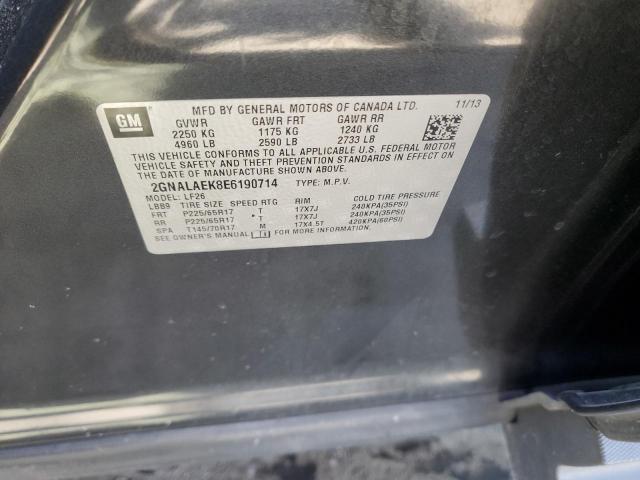 GM
MFD BY GENERAL MOTORS OF CANADA LTD. 11/13
GVWR GAWR FRT GAWR RR
2250 KG 1175 KG 1240 KG
4960 LB 2590 LB 2733 LB
THIS VEHICLE CONFORMS TO ALL APPLICABLE U.S. FEDERAL MOTOR
VEHICLE SAFETY AND THEFT PREVENTION STANDARDS IN EFFECT ON
THE DATE OF MANUFACTURE SHOWN ABOVE.
2GNALAEK8E6190714 TYPE: M.P.V.
MODEL: LF26
LBB9 TIRE SIZE SPEED RTG RIM COLD TIRE PRESSURE
FRT P225/65R17 T 17X7J 240KPA(35PSI)
RR P225/65R17 T 17X7J 240KPA(35PSI)
SPA T145/70R17 M 17X4.5T 420KPA(60PSI)
SEE OWNER'S MANUAL FOR MORE INFORMATION.